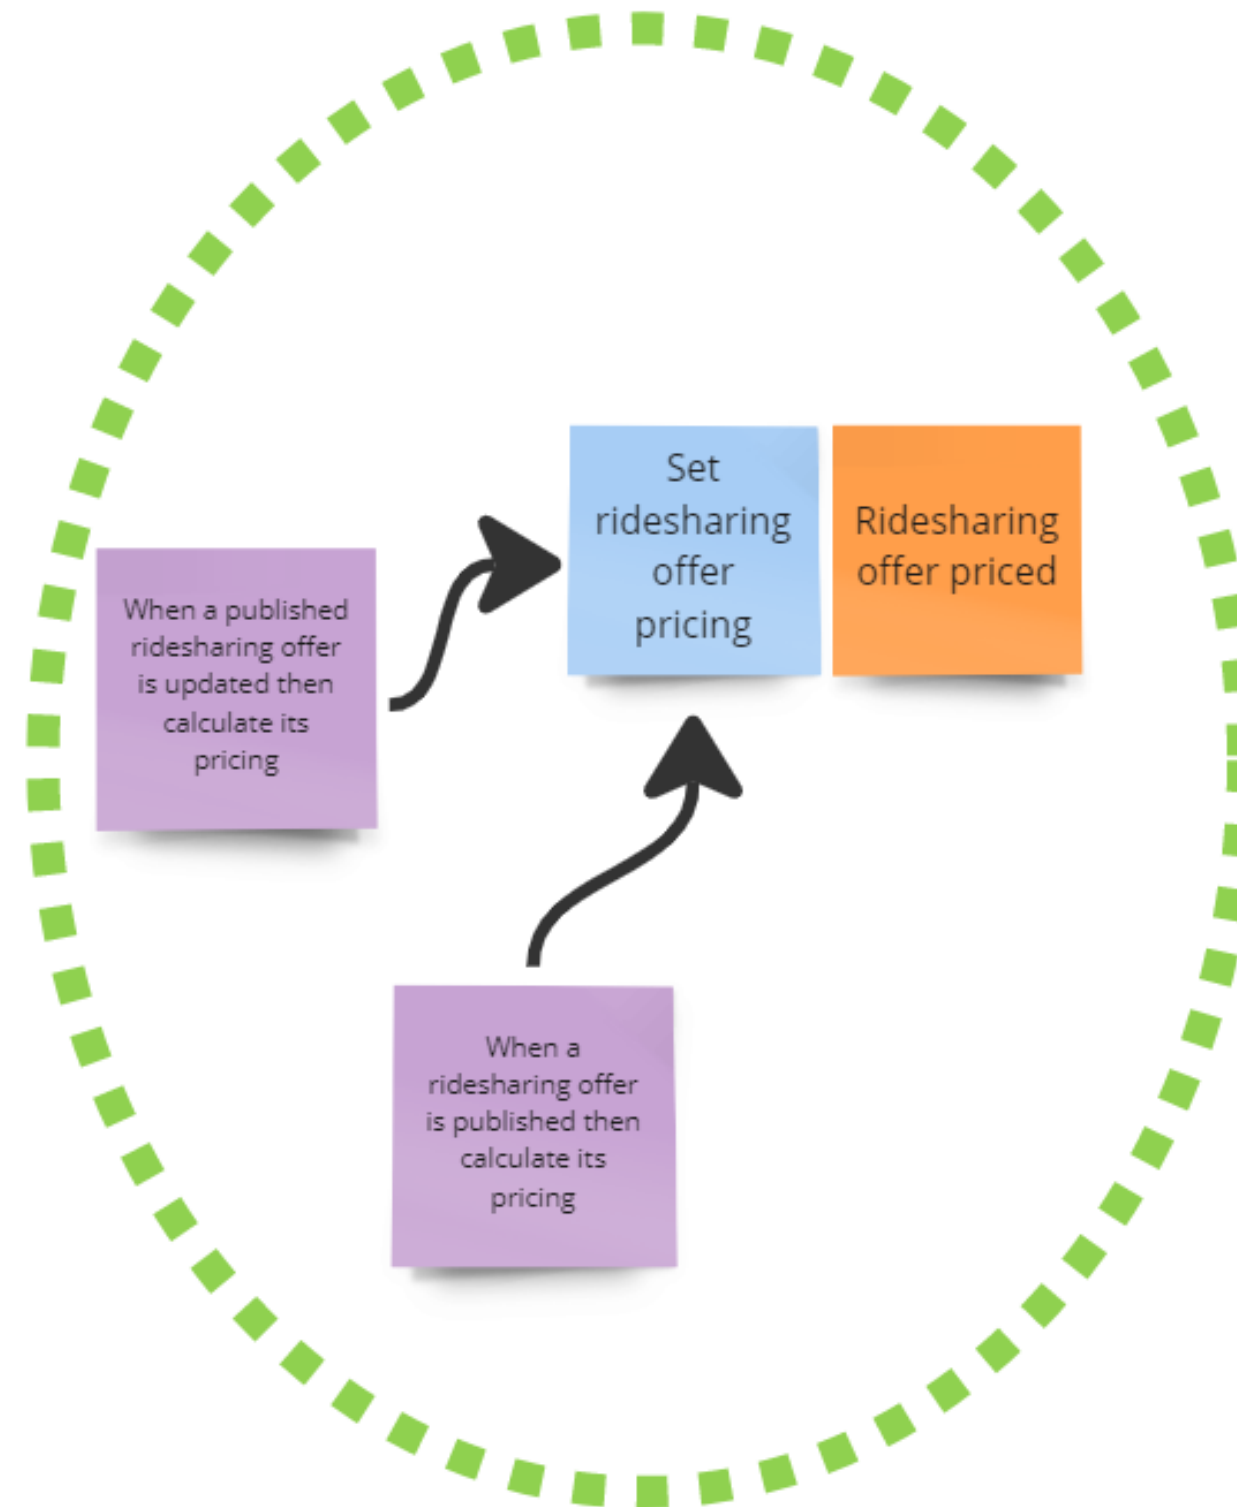 Set
ridesharing
offer
pricing
Ridesharing
offer priced
When a published
ridesharing offer
is updated then
calculate its
pricing
When a
ridesharing offer
is published then
calculate its
pricing